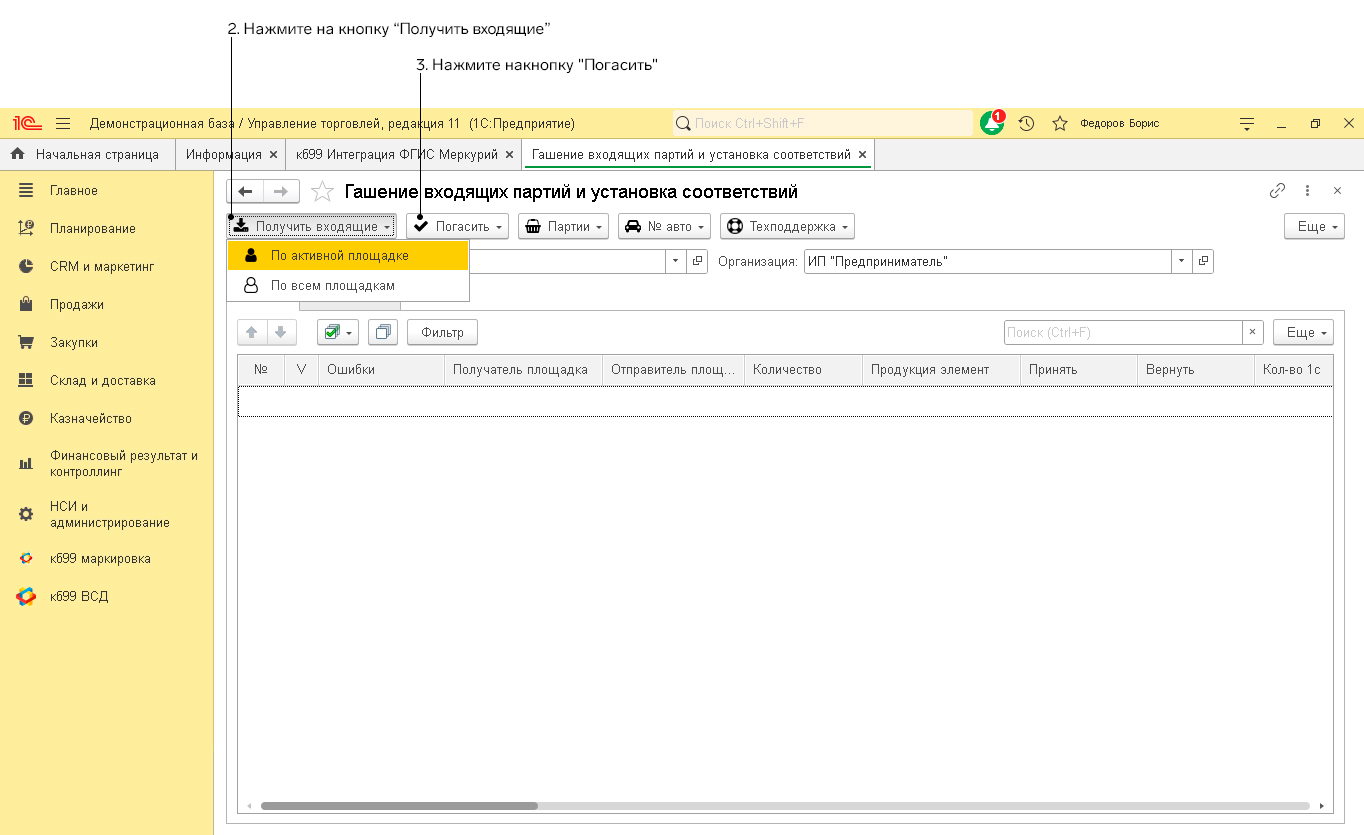 2. Нажмите на кнопку “Получить входящие”
3. Нажмите накнопку "Погасить"
1С Демонстрационная база / Управление торговлей, редакция 11 (1С:Предприятие) Поиск Ctrl+Shift+F 1 Федоров Борис
Начальная страница Информация × кб99 Интеграция ФГИС Меркурий × Гашение входящих партий и установка соответствий ×
Главное
Планирование
CRM и маркетинг
Продажи
Закупки
Склад и доставка
Казначейство
Финансовый результат и
контроллинг
НСИ и
администрирование
кб99 маркировка
кб99 ВСД
Гашение входящих партий и установка соответствий
Получить входящие Погасить Партии № авто Техподдержка Еще
По активной площадке
По всем площадкам
Организация: ИП "Предприниматель"
Фильтр Поиск (Ctrl+F) × Еще
№ V Ошибки Получатель площадка Отправитель площ... Количество Продукция элемент Принять Вернуть Кол-во 1с